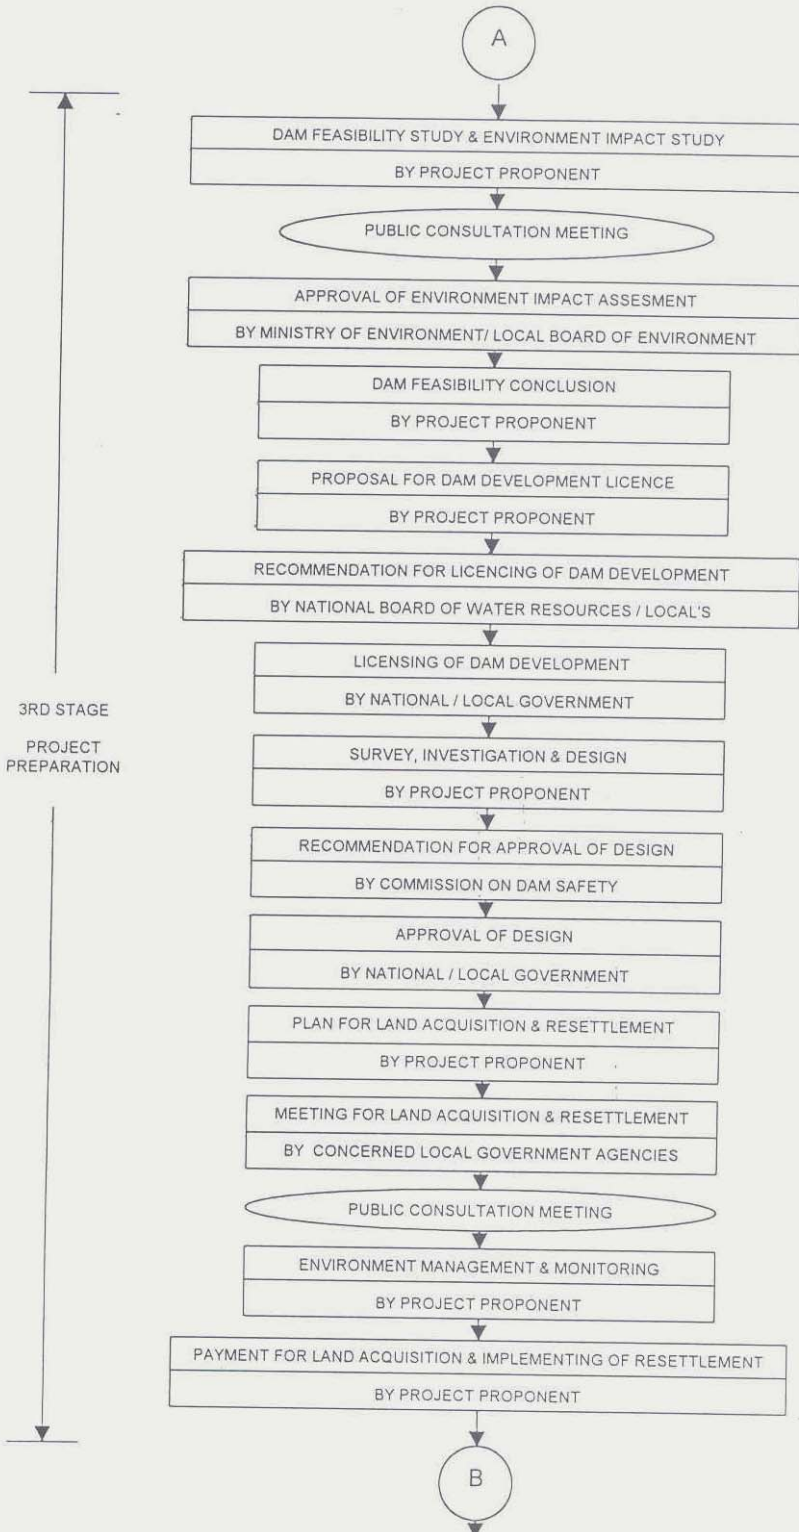 A
DAM FEASIBILITY STUDY & ENVIRONMENT IMPACT STUDY
BY PROJECT PROPONENT
PUBLIC CONSULTATION MEETING
APPROVAL OF ENVIRONMENT IMPACT ASSESMENT
BY MINISTRY OF ENVIRONMENT/ LOCAL BOARD OF ENVIRONMENT
DAM FEASIBILITY CONCLUSION
BY PROJECT PROPONENT
PROPOSAL FOR DAM DEVELOPMENT LICENCE
BY PROJECT PROPONENT
RECOMMENDATION FOR LICENCING OF DAM DEVELOPMENT
BY NATIONAL BOARD OF WATER RESOURCES / LOCAL'S
LICENSING OF DAM DEVELOPMENT
BY NATIONAL / LOCAL GOVERNMENT
3RD STAGE
PROJECT
PREPARATION
SURVEY, INVESTIGATION & DESIGN
BY PROJECT PROPONENT
RECOMMENDATION FOR APPROVAL OF DESIGN
BY COMMISSION ON DAM SAFETY
APPROVAL OF DESIGN
BY NATIONAL / LOCAL GOVERNMENT
PLAN FOR LAND ACQUISITION & RESETTLEMENT
BY PROJECT PROPONENT
MEETING FOR LAND ACQUISITION & RESETTLEMENT
BY CONCERNED LOCAL GOVERNMENT AGENCIES
PUBLIC CONSULTATION MEETING
ENVIRONMENT MANAGEMENT & MONITORING
BY PROJECT PROPONENT
PAYMENT FOR LAND ACQUISITION & IMPLEMENTING OF RESETTLEMENT
BY PROJECT PROPONENT
B